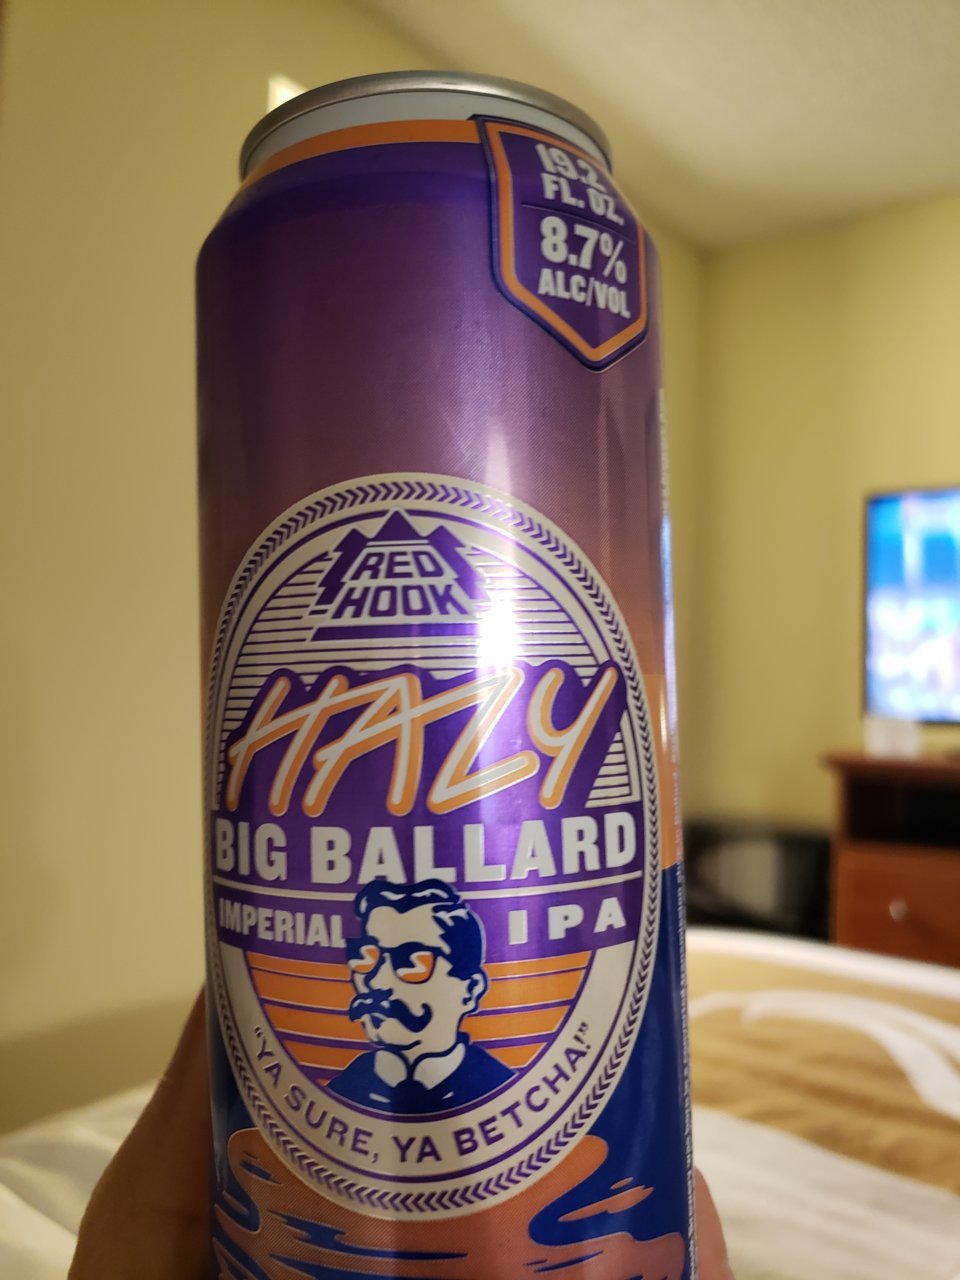 19.2
FL. OZ.
8.7%
ALC/VOL
RED
HOOK
HAZY
BIG BALLARD
IMPERIAL IPA
"YA SURE, YA BETCHA!"